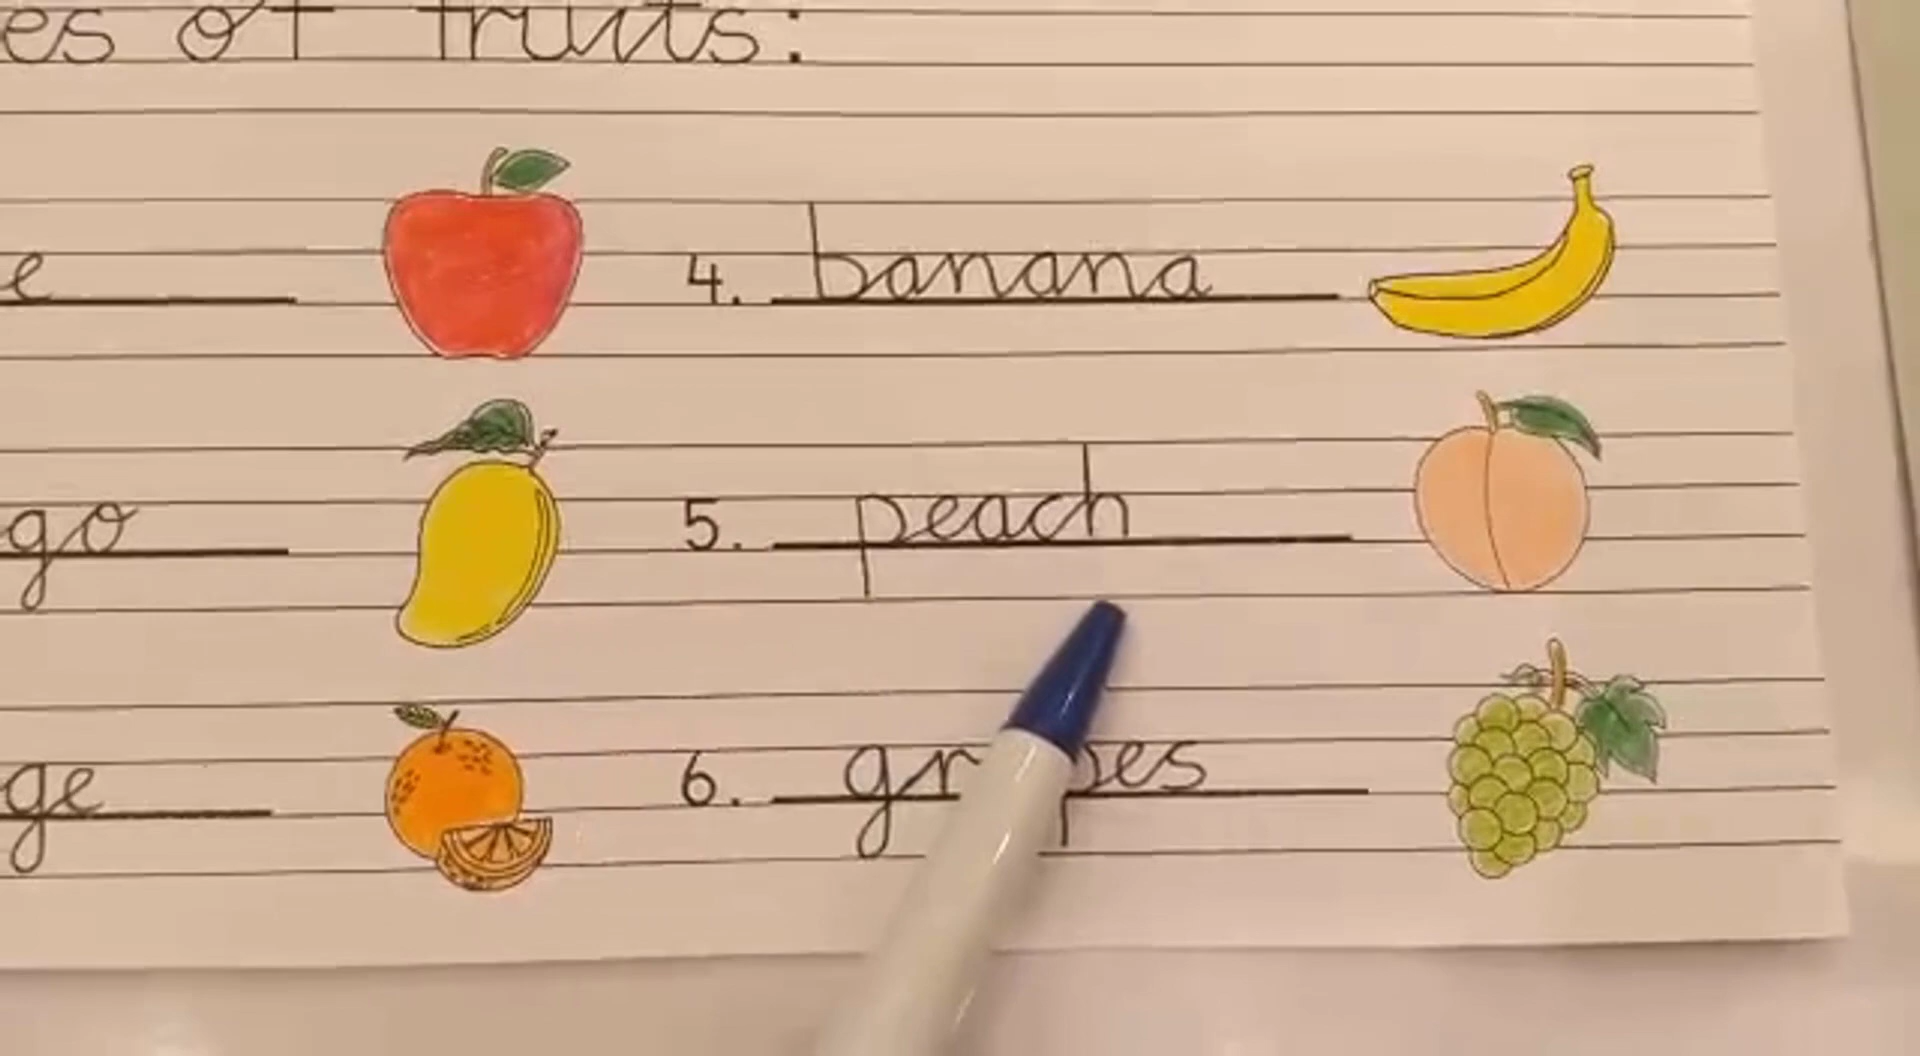 es of fruits:
e 4. banana
go 5. peach
ge 6. gr pes